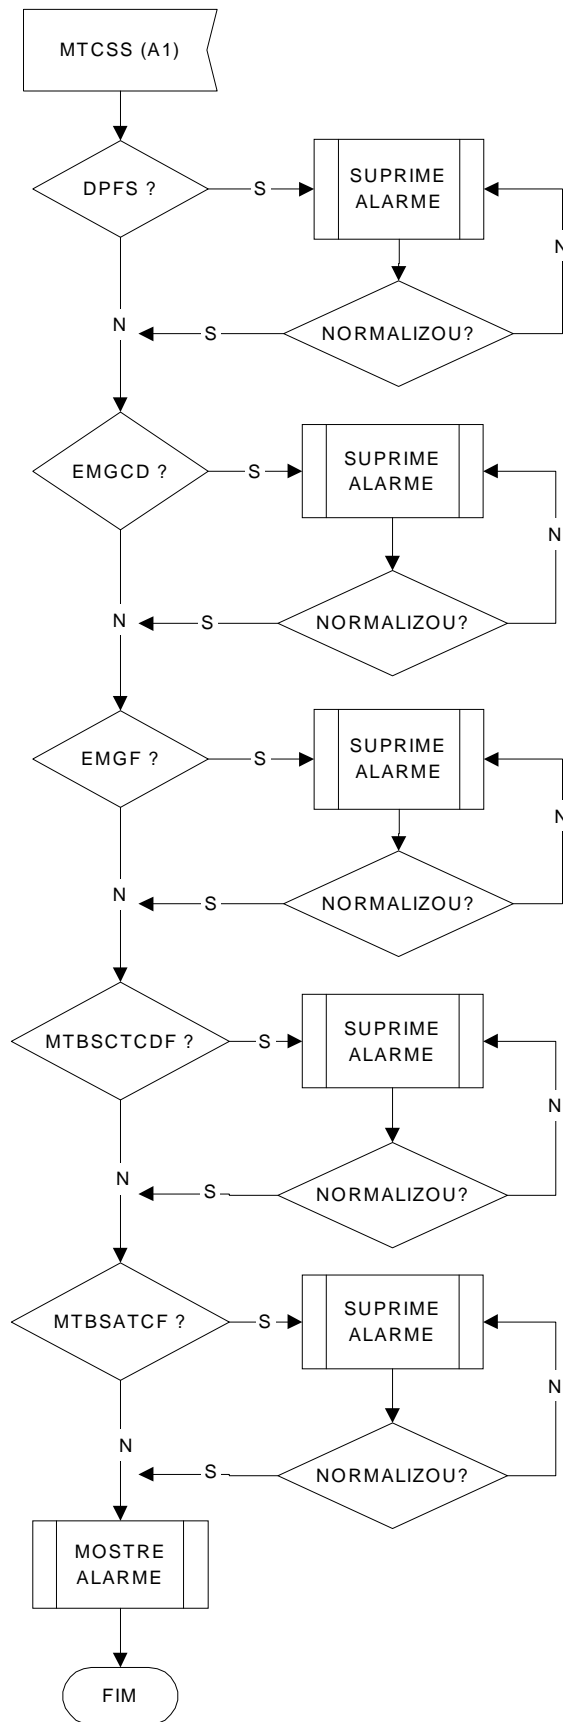 MTCSS (A1)
DPFS ?
S
SUPRIME
ALARME
N
N
S
NORMALIZOU?
EMGCD ?
S
SUPRIME
ALARME
N
N
S
NORMALIZOU?
EMGF ?
S
SUPRIME
ALARME
N
N
S
NORMALIZOU?
MTBSCTCDF ?
S
SUPRIME
ALARME
N
N
S
NORMALIZOU?
MTBSATCF ?
S
SUPRIME
ALARME
N
N
S
NORMALIZOU?
MOSTRE
ALARME
FIM